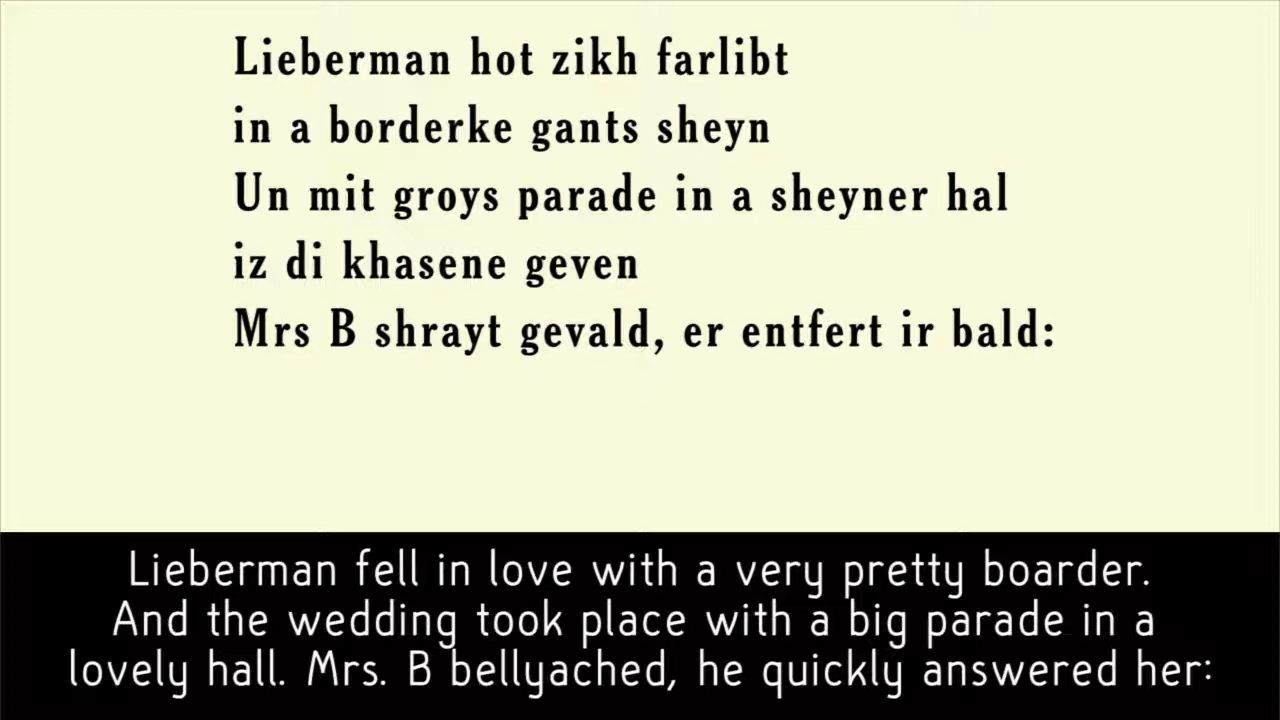 Lieberman hot zikh farlibt
in a borderke gants sheyn
Un mit groys parade in a sheyner hal
iz di khasene geven
Mrs B shrayt gevald, er entfert ir bald:
Lieberman fell in love with a very pretty boarder.
And the wedding took place with a big parade in a
lovely hall. Mrs. B bellyached, he quickly answered her: